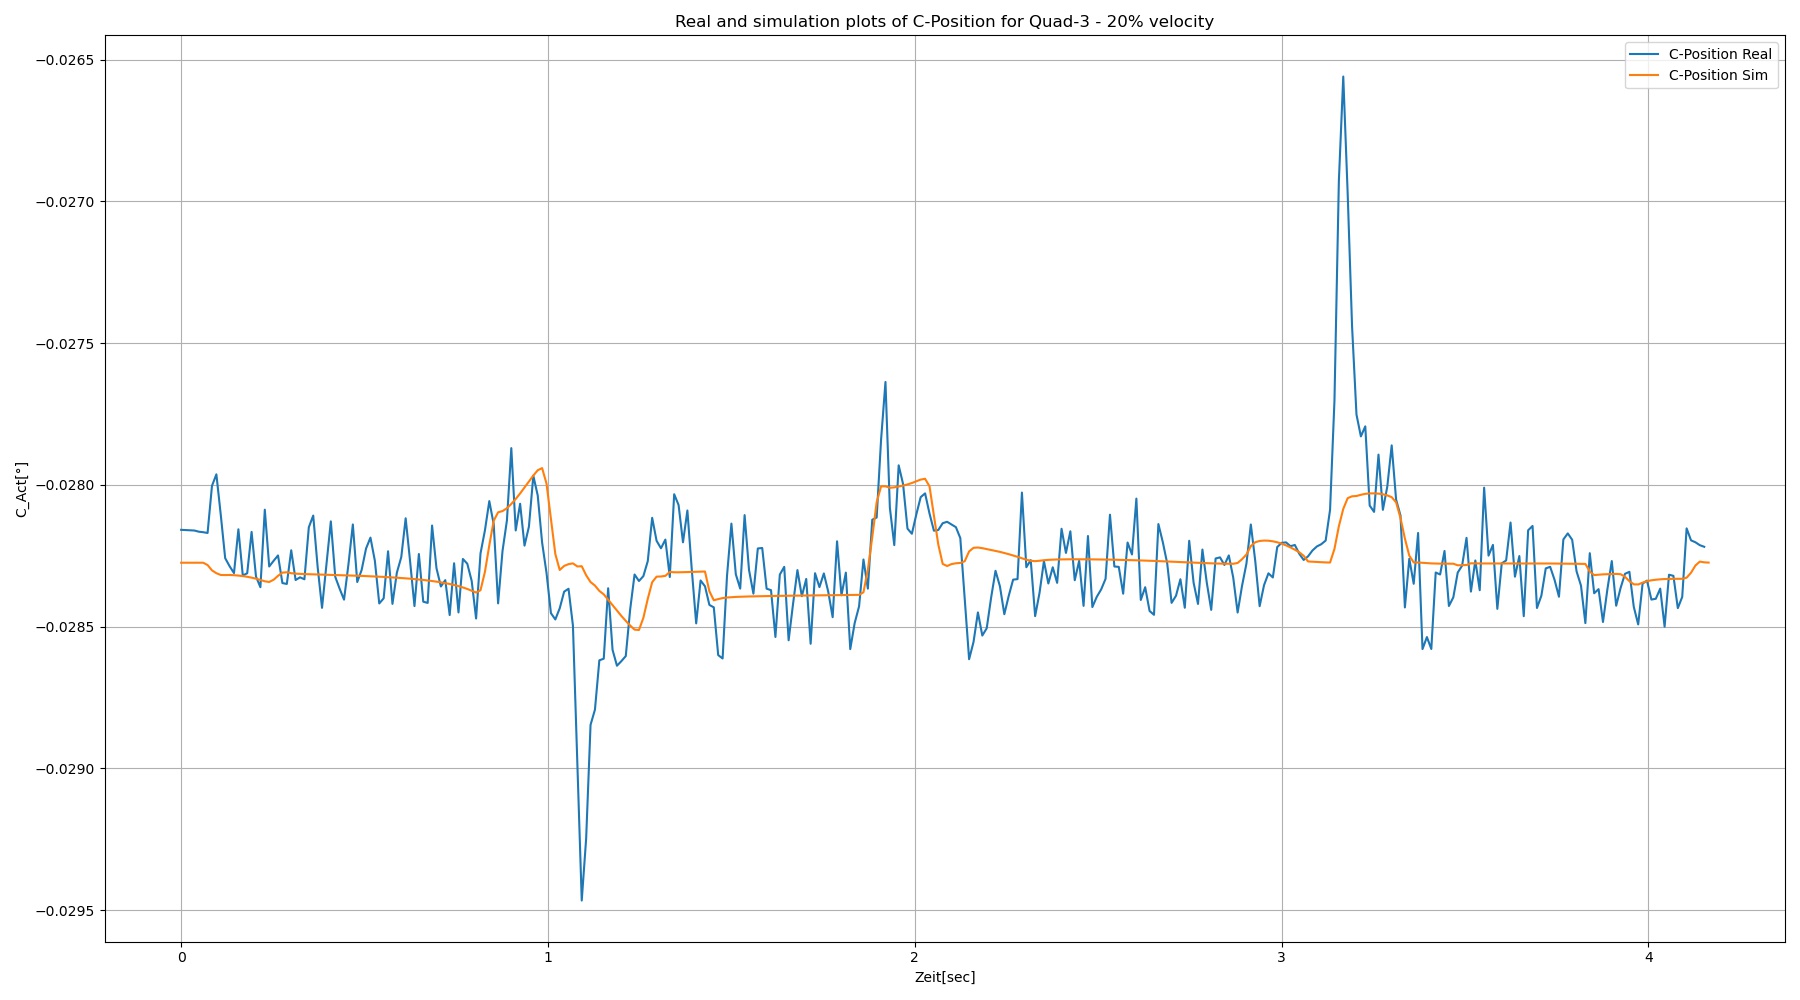 Real and simulation plots of C-Position for Quad-3 - 20% velocity
C-Position Real
C-Position Sim
C_Act[°]
−0.0265
−0.0270
−0.0275
−0.0280
−0.0285
−0.0290
−0.0295
0 1 2 3 4
Zeit[sec]